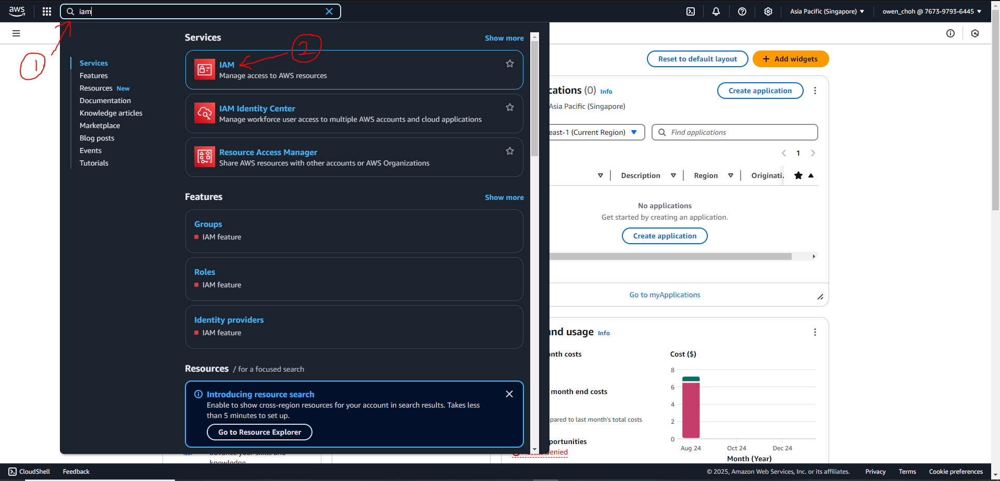 aws
iam
Asia Pacific (Singapore)
owen_choh @ 7673-9793-6445
1
2
Services
Features
Resources New
Documentation
Knowledge articles
Marketplace
Blog posts
Events
Tutorials
Services
Show more
IAM
Manage access to AWS resources
IAM Identity Center
Manage workforce user access to multiple AWS accounts and cloud applications
Resource Access Manager
Share AWS resources with other accounts or AWS Organizations
Features
Show more
Groups
IAM feature
Roles
IAM feature
Identity providers
IAM feature
Resources / for a focused search
Introducing resource search
Enable to show cross-region resources for your account in search results. Takes less
than 5 minutes to set up.
Go to Resource Explorer
knowledge
Reset to default layout
+ Add widgets
cations (0) Info
Create application
Asia Pacific (Singapore)
east-1 (Current Region)
Find applications
1
Description
Region
Originati.
No applications
Get started by creating an application.
Create application
Go to myApplications
and usage Info
onth costs
month end costs
pared to last month's total costs
portunities
denied
Cost ($)
8
6
4
2
0
Aug 24
Oct 24
Dec 24
Month (Year)
CloudShell
Feedback
© 2025, Amazon Web Services, Inc. or its affiliates.
Privacy
Terms
Cookie preferences